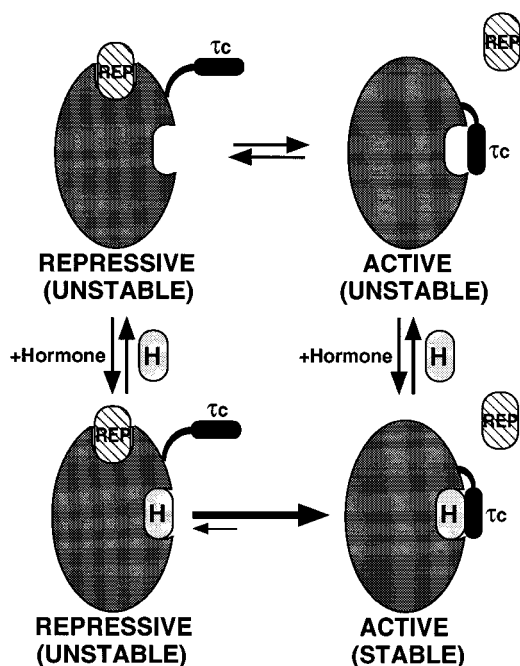 REP
τc
REP
τc
REPRESSIVE
(UNSTABLE)
ACTIVE
(UNSTABLE)
+Hormone
H
+Hormone
H
REP
τc
REP
H
H
τc
REPRESSIVE
(UNSTABLE)
ACTIVE
(STABLE)